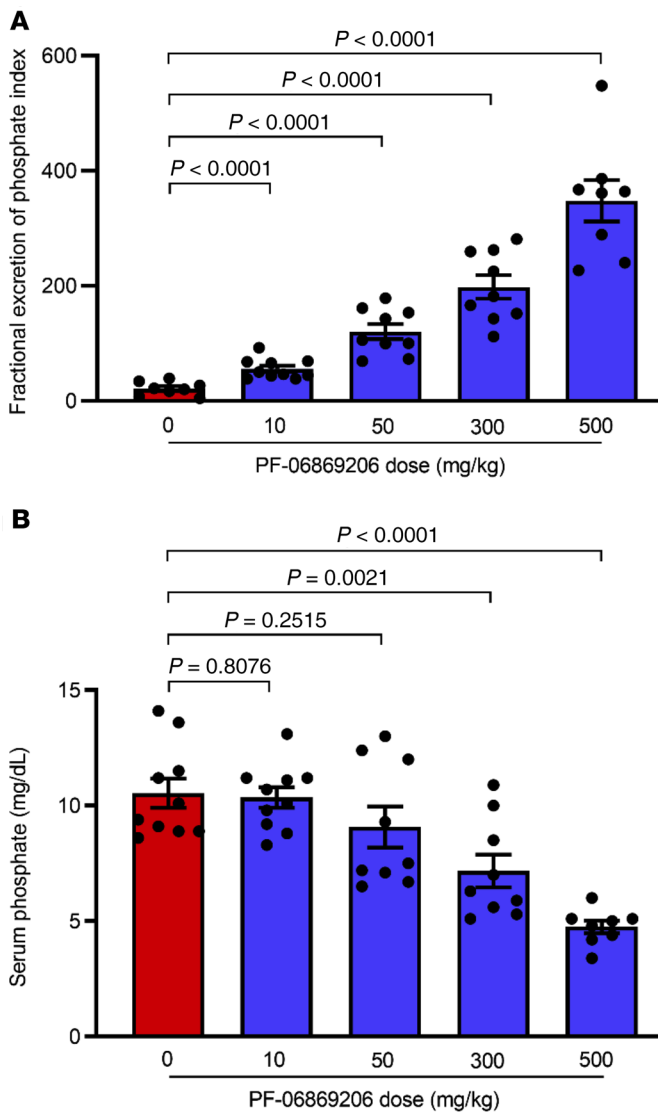 A
Fractional excretion of phosphate index
600
400
200
0
P < 0.0001
P < 0.0001
P < 0.0001
P < 0.0001
0 10 50 300 500
PF-06869206 dose (mg/kg)
B
Serum phosphate (mg/dL)
15
10
5
0
P < 0.0001
P = 0.0021
P = 0.2515
P = 0.8076
0 10 50 300 500
PF-06869206 dose (mg/kg)